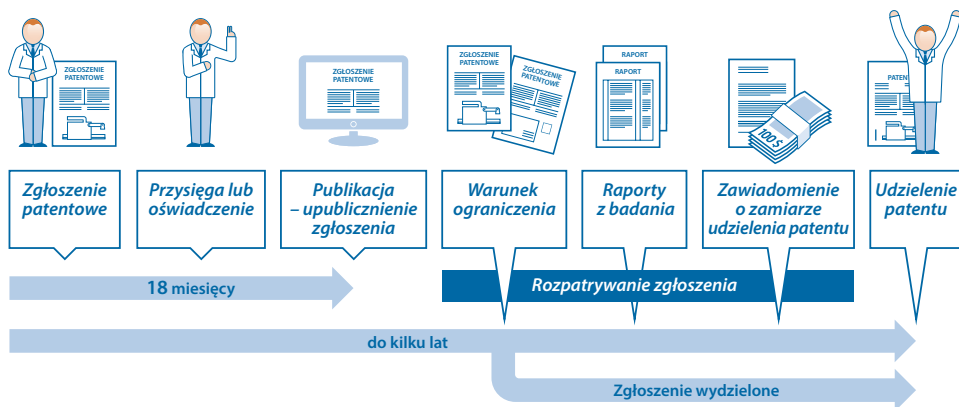 ZGŁOSZENIE
PATENTOWE
ZGŁOSZENIE
PATENTOWE
ZGŁOSZENIE
PATENTOWE
ZGŁOSZENIE
PATENTOWE
RAPORT
RAPORT
100 $
PATEN
Zgłoszenie
patentowe
Przysięga lub
oświadczenie
Publikacja
– upublicznienie
zgłoszenia
Warunek
ograniczenia
Raporty
z badania
Zawiadomienie
o zamiarze
udzielenia patentu
Udzielenie
patentu
18 miesięcy
Rozpatrywanie zgłoszenia
do kilku lat
Zgłoszenie wydzielone